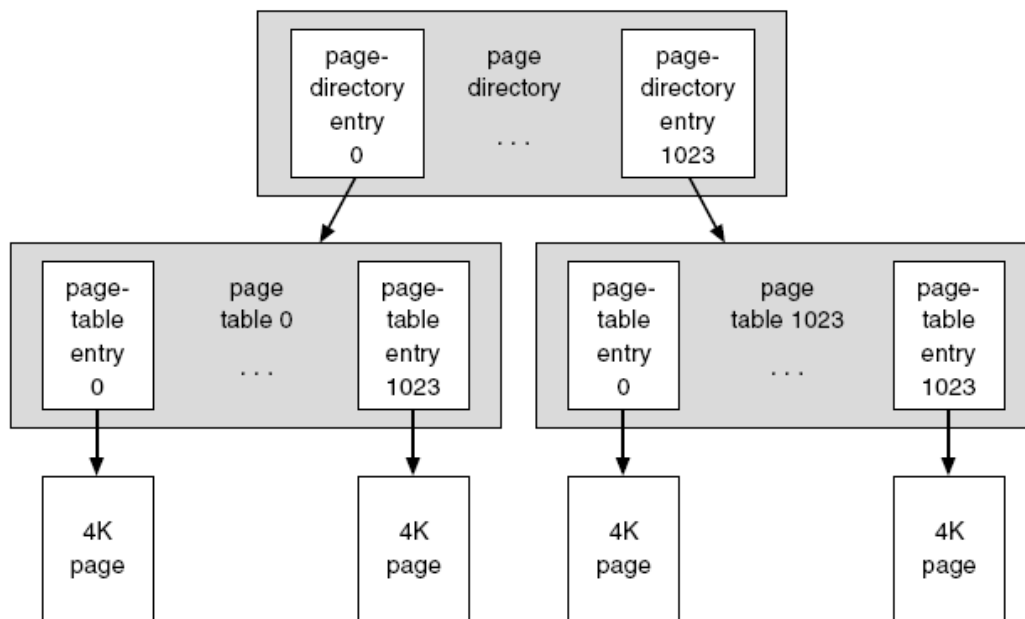 page-
directory
entry
0
page
directory
. . .
page-
directory
entry
1023
page-
table
entry
0
page
table 0
. . .
page-
table
entry
1023
page-
table
entry
0
page
table 1023
. . .
page-
table
entry
1023
4K
page
4K
page
4K
page
4K
page